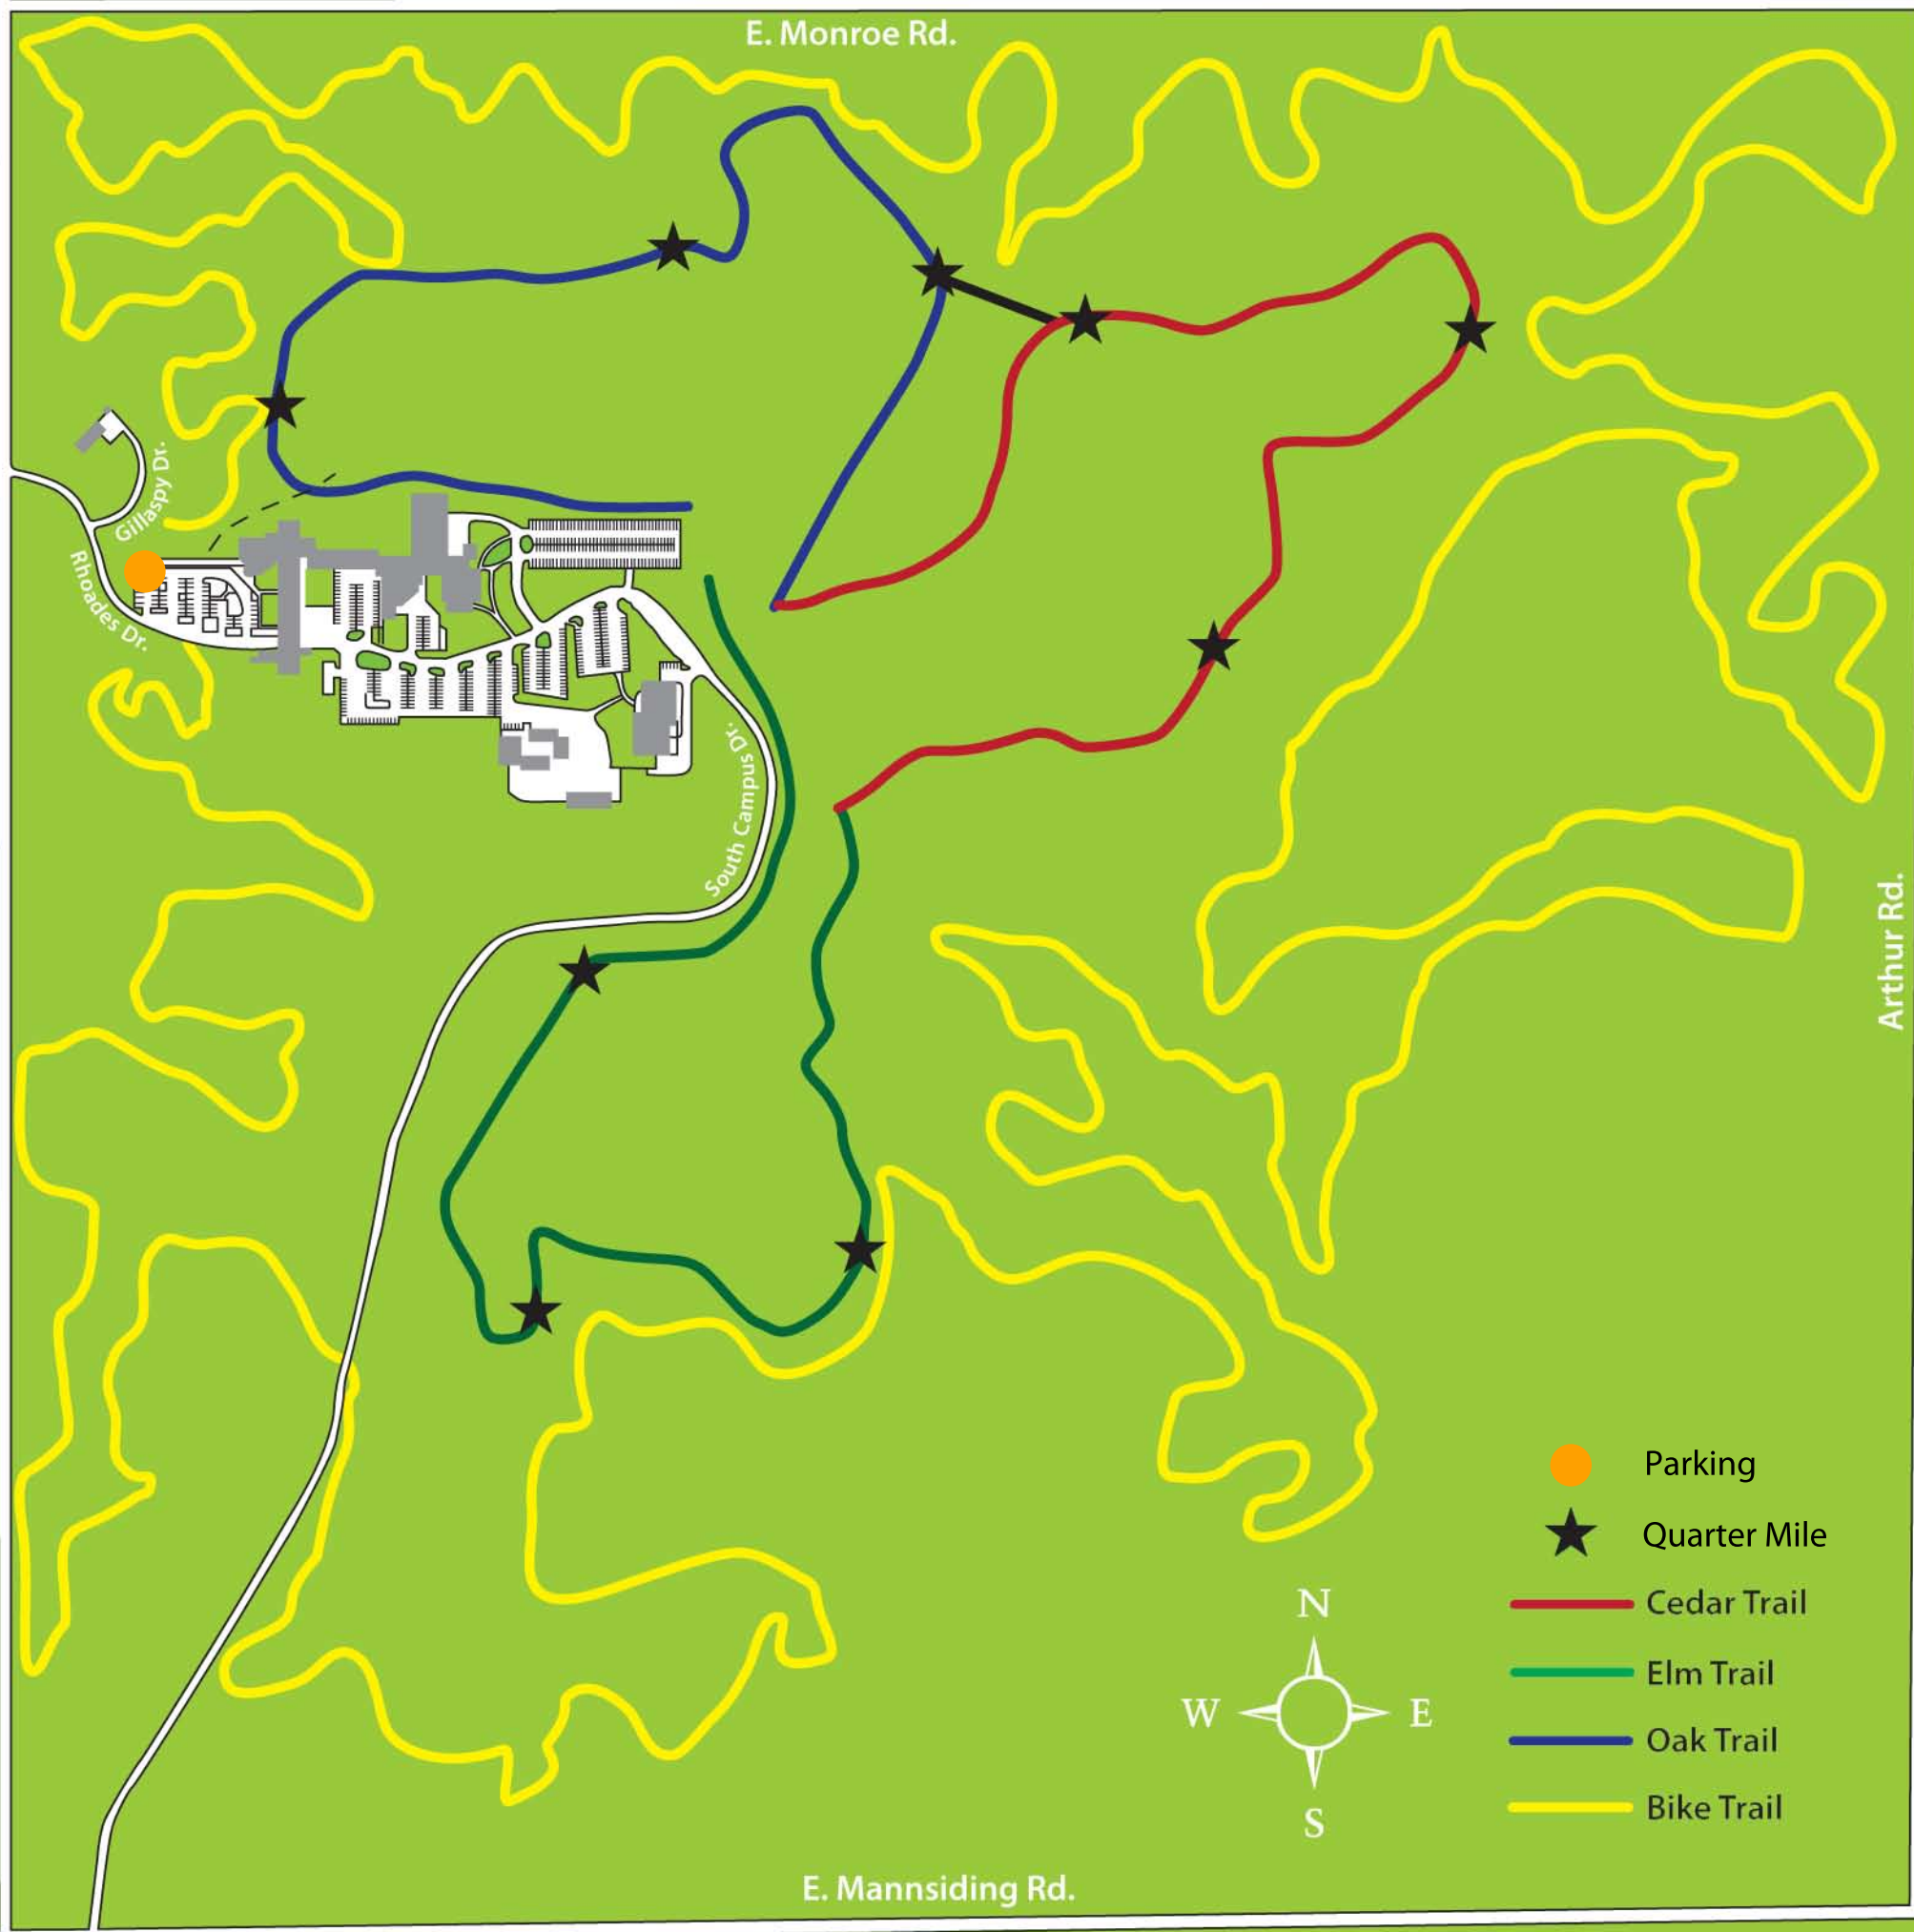 E. Monroe Rd.
Gillaspy Dr.
Rhoades Dr.
South Campus Dr.
Arthur Rd.
Parking
Quarter Mile
N
Cedar Trail
Elm Trail
W
E
Oak Trail
Bike Trail
S
E. Mannsiding Rd.